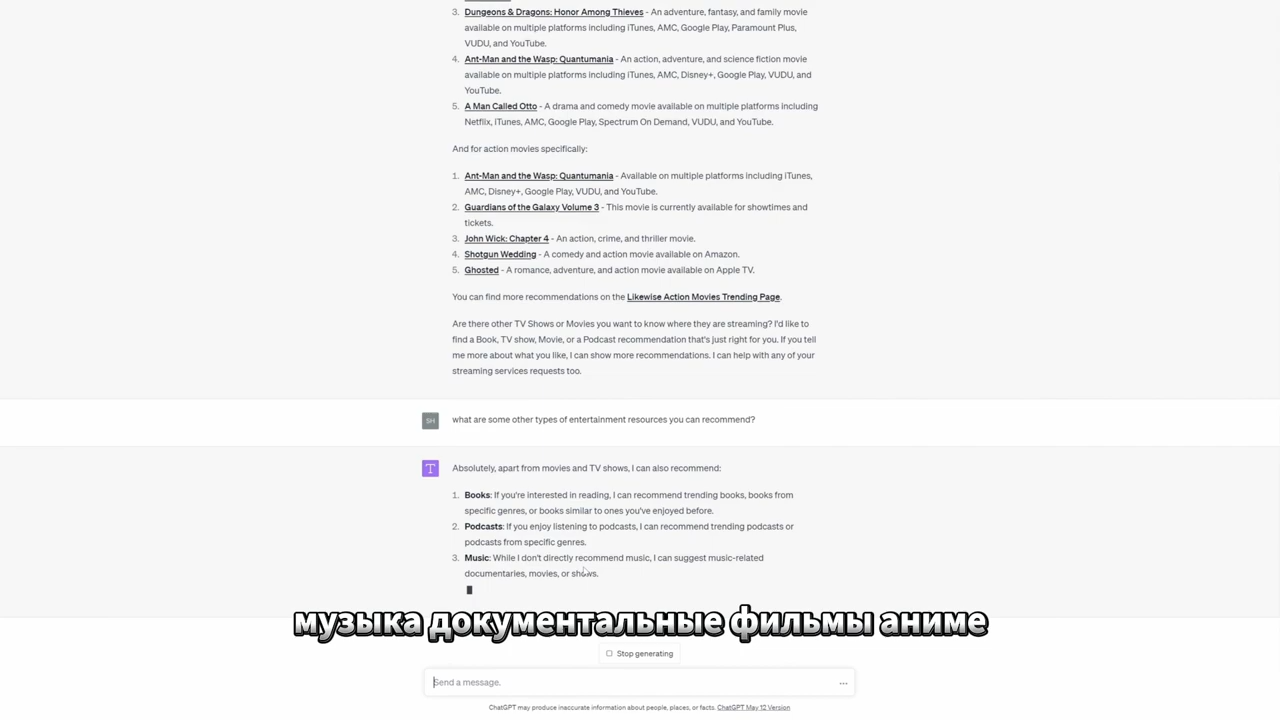 3. Dungeons & Dragons: Honor Among Thieves - An adventure, fantasy, and family movie
available on multiple platforms including iTunes, AMC, Google Play, Paramount Plus,
VUDU, and YouTube.
4. Ant-Man and the Wasp: Quantumania - An action, adventure, and science fiction movie
available on multiple platforms including iTunes, AMC, Disney+, Google Play, VUDU, and
YouTube.
5. A Man Called Otto - A drama and comedy movie available on multiple platforms including
Netflix, iTunes, AMC, Google Play, Spectrum On Demand, VUDU, and YouTube.
And for action movies specifically:
1. Ant-Man and the Wasp: Quantumania - Available on multiple platforms including iTunes,
AMC, Disney+, Google Play, VUDU, and YouTube.
2. Guardians of the Galaxy Volume 3 - This movie is currently available for showtimes and
tickets.
3. John Wick: Chapter 4 - An action, crime, and thriller movie.
4. Shotgun Wedding - A comedy and action movie available on Amazon.
5. Ghosted - A romance, adventure, and action movie available on Apple TV.
You can find more recommendations on the Likewise Action Movies Trending Page.
Are there other TV Shows or Movies you want to know where they are streaming? I'd like to
find a Book, TV show, Movie, or a Podcast recommendation that's just right for you. If you tell
me more about what you like, I can show more recommendations. I can help with any of your
streaming services requests too.
SH
what are some other types of entertainment resources you can recommend?
T
Absolutely, apart from movies and TV shows, I can also recommend:
1. Books: If you're interested in reading, I can recommend trending books, books from
specific genres, or books similar to ones you've enjoyed before.
2. Podcasts: If you enjoy listening to podcasts, I can recommend trending podcasts or
podcasts from specific genres.
3. Music: While I don't directly recommend music, I can suggest music-related
documentaries, movies, or shows.
музыка документальные фильмы аниме
Stop generating
Send a message.
ChatGPT may produce inaccurate information about people, places, or facts. ChatGPT May 12 Version